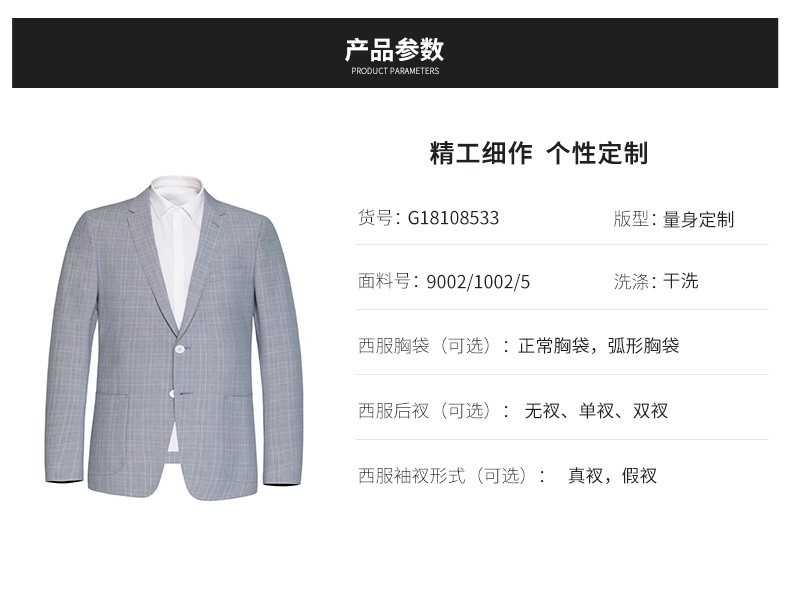 产品参数
PRODUCT PARAMETERS
精工细作 个性定制
货号：G18108533 版型：量身定制
面料号：9002/1002/5 洗涤：干洗
西服胸袋（可选）：正常胸袋，弧形胸袋
西服后衩（可选）： 无衩、单衩、双衩
西服袖衩形式（可选）： 真衩，假衩